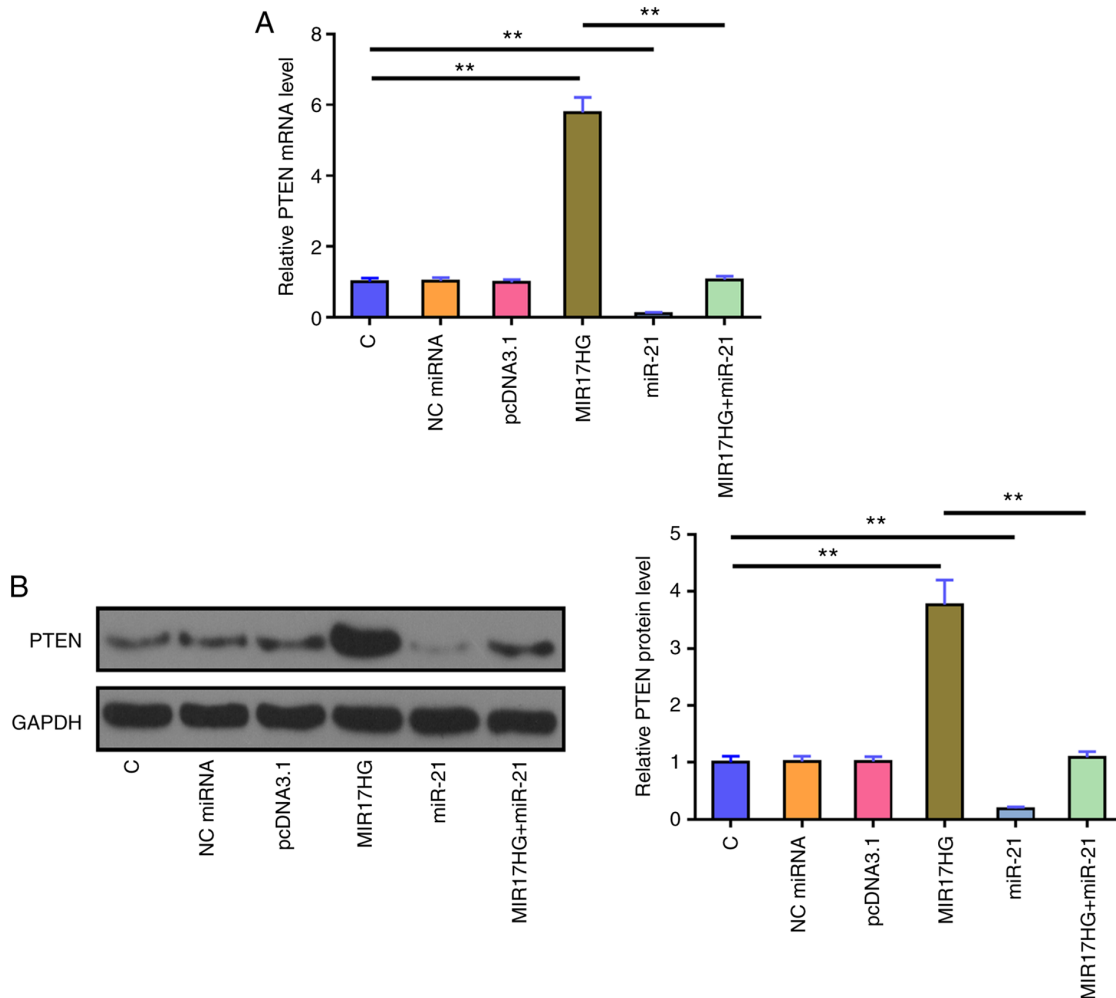 A
Relative PTEN mRNA level
8
6
4
2
0
**
**
**
C
NC miRNA
pcDNA3.1
MIR17HG
miR-21
MIR17HG+miR-21
B
PTEN
GAPDH
C
NC miRNA
pcDNA3.1
MIR17HG
miR-21
MIR17HG+miR-21
Relative PTEN protein level
5
4
3
2
1
0
**
**
**
C
NC miRNA
pcDNA3.1
MIR17HG
miR-21
MIR17HG+miR-21